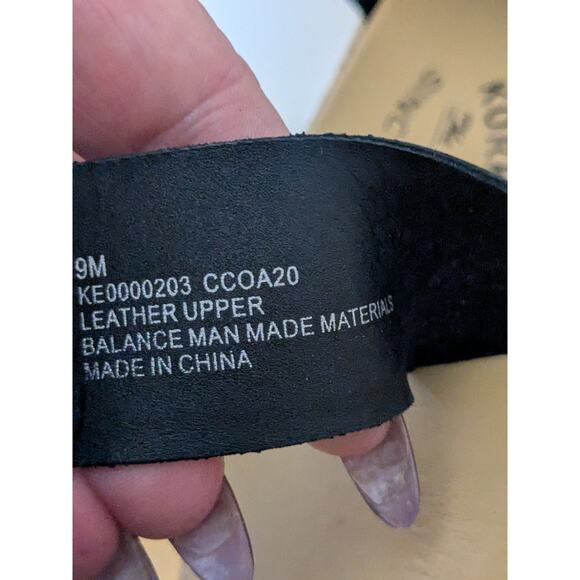 9M
KE0000203 CCOA20
LEATHER UPPER
BALANCE MAN MADE MATERIALS
MADE IN CHINA